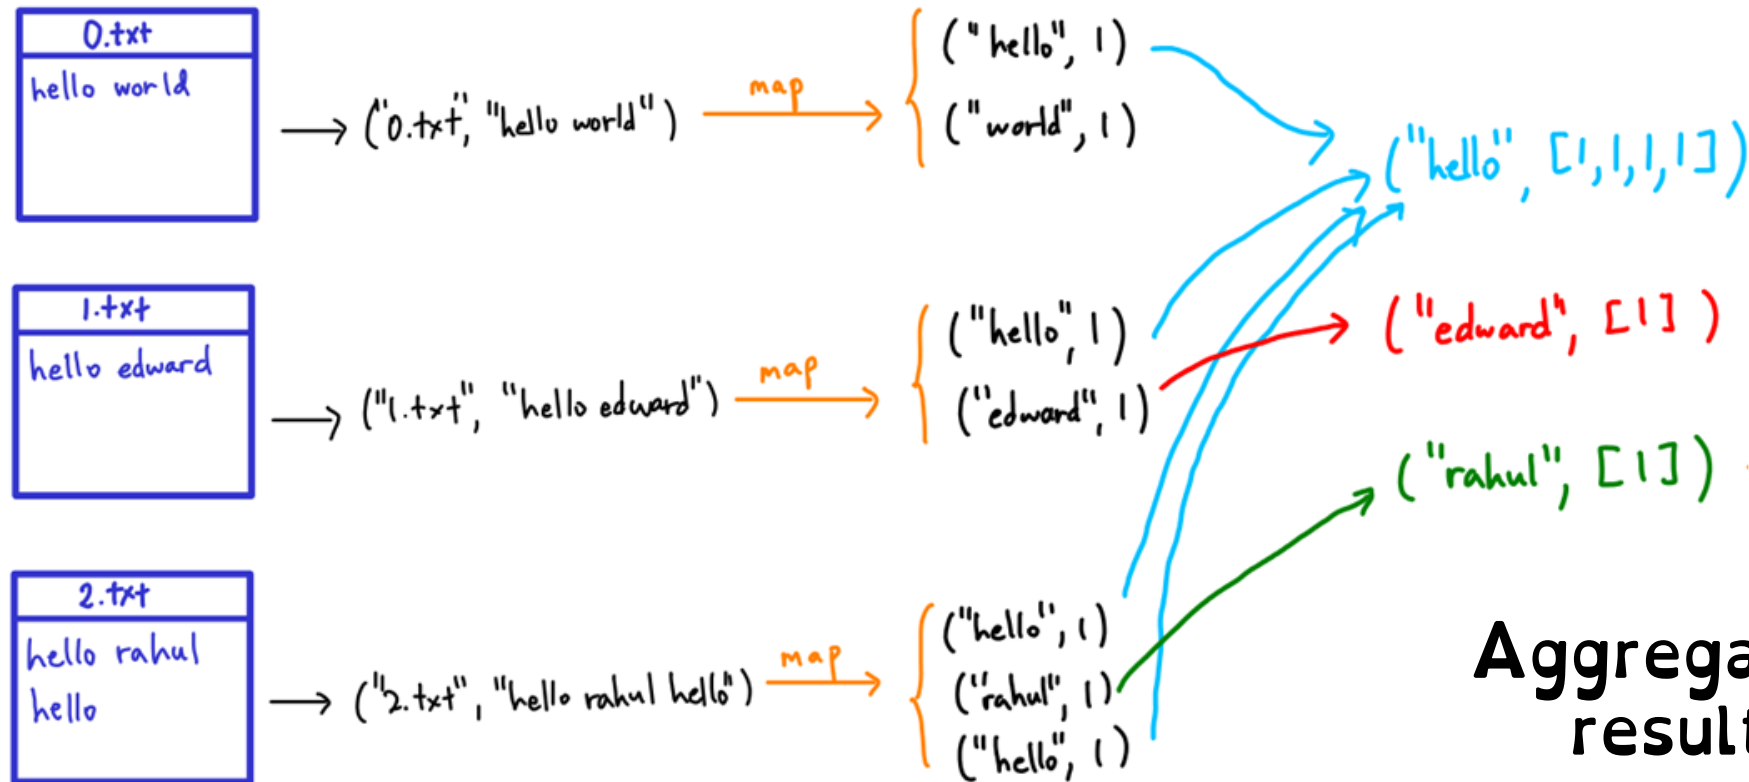 0.txt
hello world
("0.txt", "hello world")
map
("hello", 1)
("world", 1)
("hello", [1,1,1,1])
1.txt
hello edward
("1.txt", "hello edward")
map
("hello", 1)
("edward", 1)
("edward", [1])
("rahul", [1])
2.txt
hello rahul
hello
("2.txt", "hello rahul hello")
map
("hello", 1)
("rahul", 1)
("hello", 1)
Aggrega
result